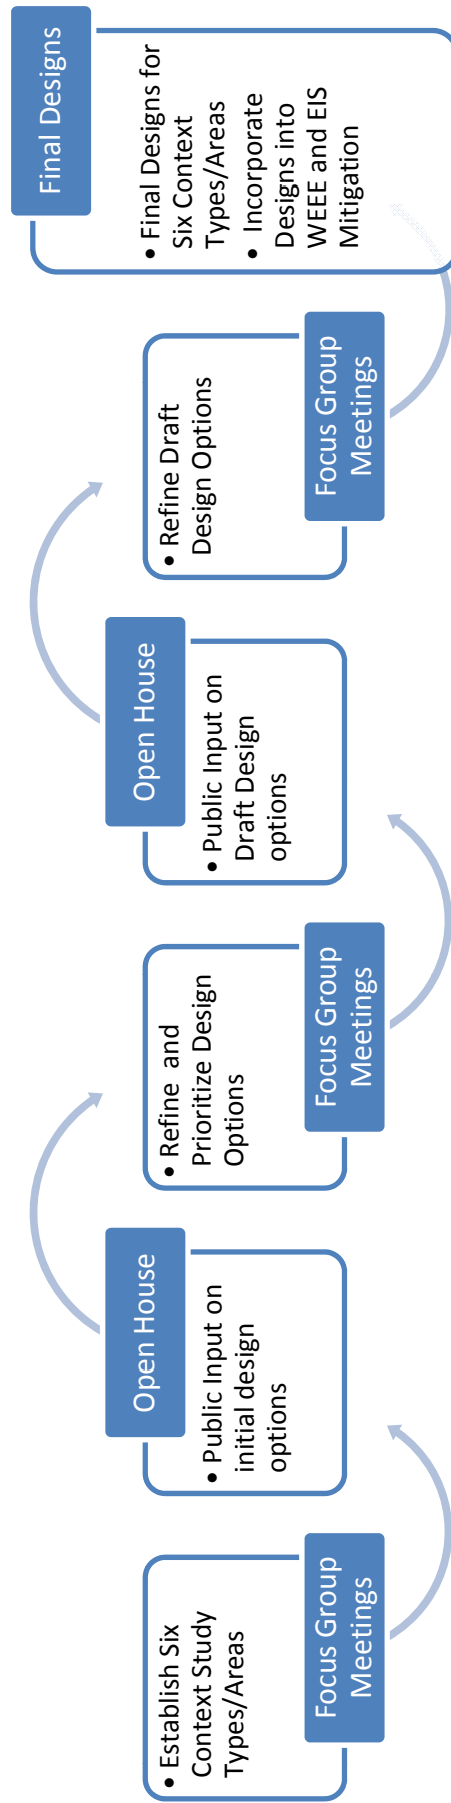 • Establish Six
Context Study
Types/Areas
Focus Group
Meetings
Open House
• Public Input on
initial design
options
• Refine  and
Prioritize Design
Options
Focus Group
Meetings
Open House
• Public Input on
Draft Design
options
• Refine Draft
Design Options
Focus Group
Meetings
Final Designs
• Final Designs for
Six Context
Types/Areas
• Incorporate
Designs into
WEEE and EIS
Mitigation